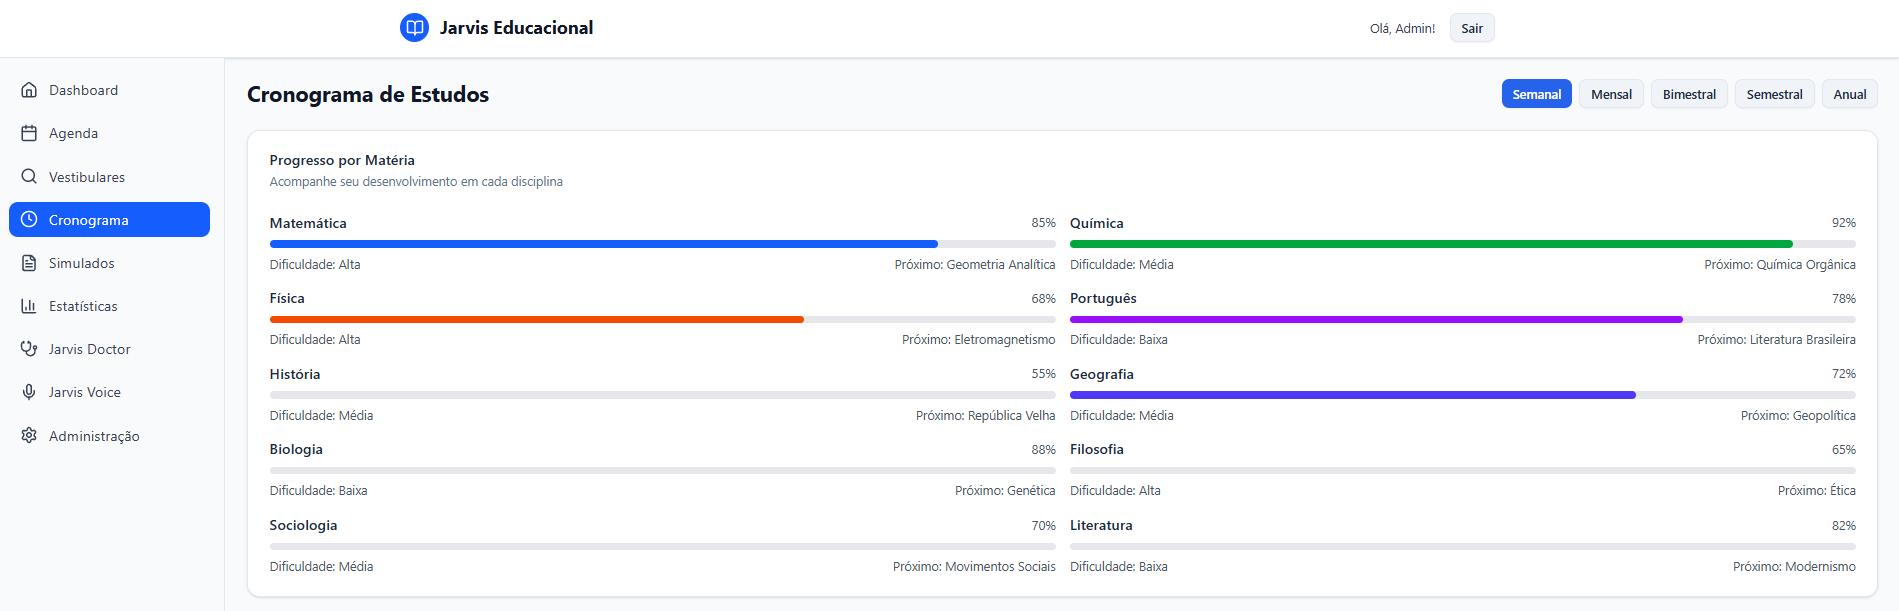 Jarvis Educacional
Olá, Admin!
Sair
Dashboard
Agenda
Vestibulares
Cronograma
Simulados
Estatísticas
Jarvis Doctor
Jarvis Voice
Administração
Cronograma de Estudos
Semanal
Mensal
Bimestral
Semestral
Anual
Progresso por Matéria
Acompanhe seu desenvolvimento em cada disciplina
Matemática 85%
Dificuldade: Alta Próximo: Geometria Analítica
Química 92%
Dificuldade: Média Próximo: Química Orgânica
Física 68%
Dificuldade: Alta Próximo: Eletromagnetismo
Português 78%
Dificuldade: Baixa Próximo: Literatura Brasileira
História 55%
Dificuldade: Média Próximo: República Velha
Geografia 72%
Dificuldade: Média Próximo: Geopolítica
Biologia 88%
Dificuldade: Baixa Próximo: Genética
Filosofia 65%
Dificuldade: Alta Próximo: Ética
Sociologia 70%
Dificuldade: Média Próximo: Movimentos Sociais
Literatura 82%
Dificuldade: Baixa Próximo: Modernismo